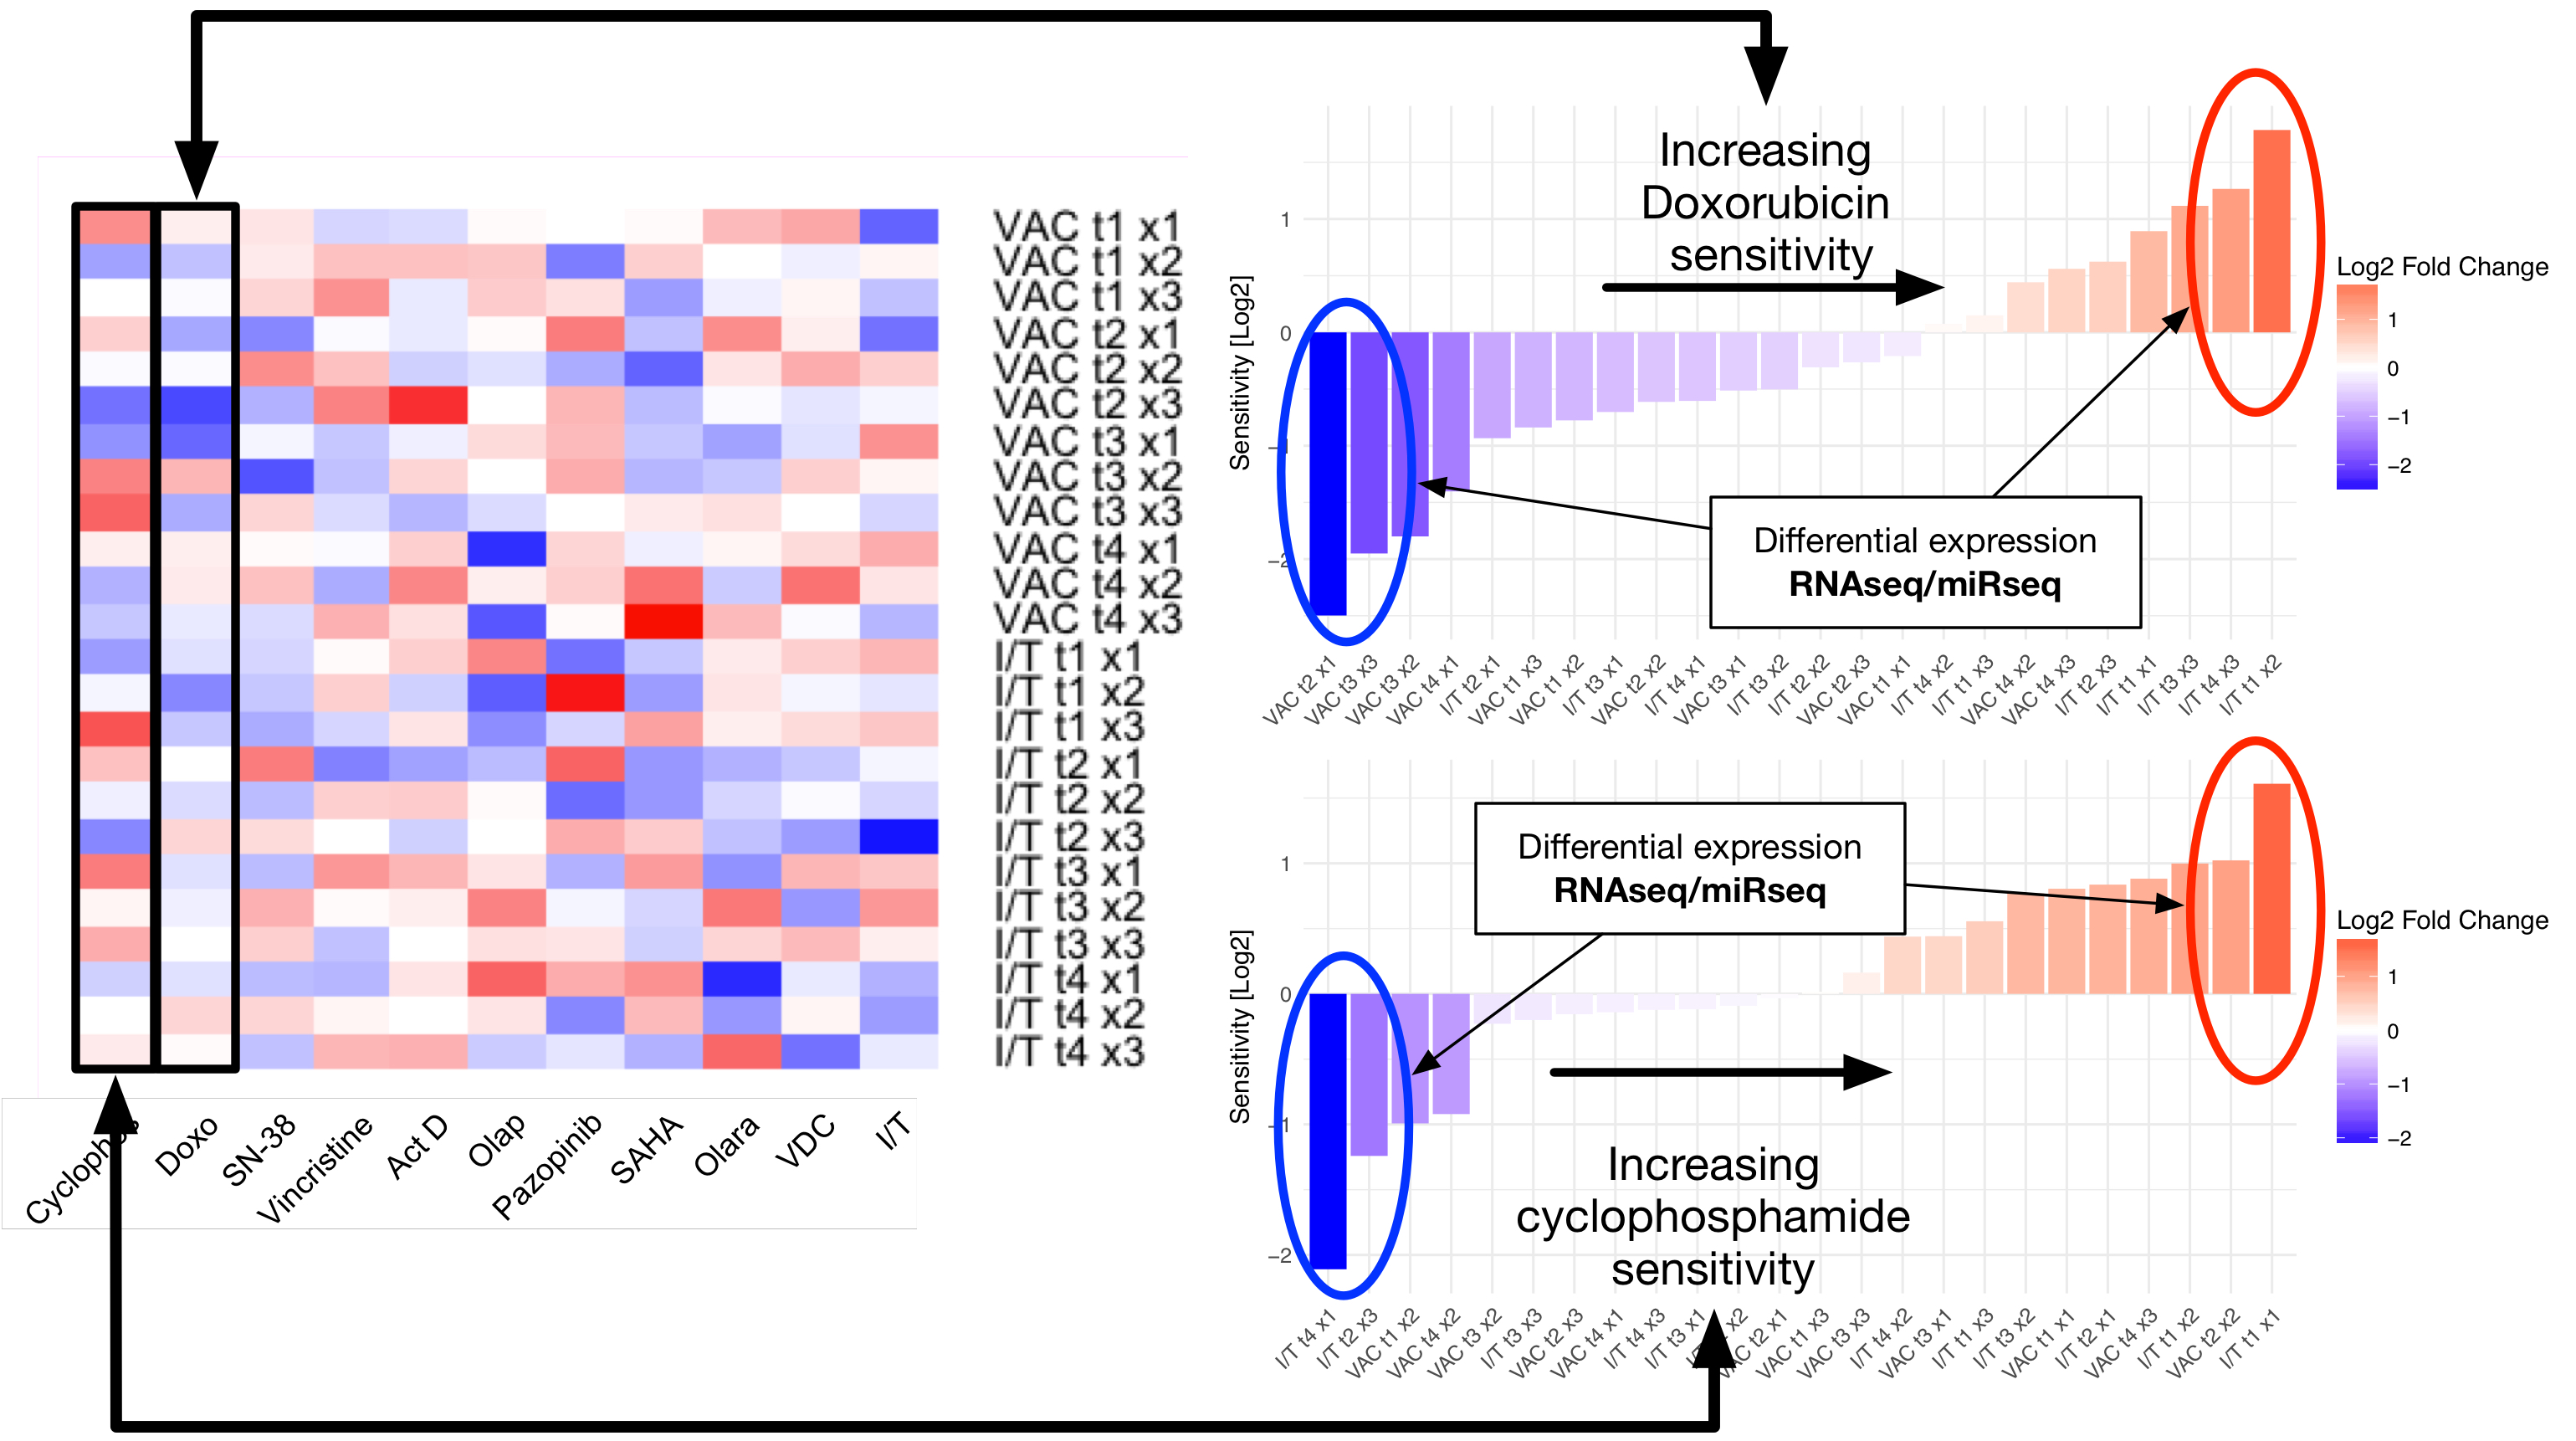 VAC t1 x1
VAC t1 x2
VAC t1 x3
VAC t2 x1
VAC t2 x2
VAC t2 x3
VAC t3 x1
VAC t3 x2
VAC t3 x3
VAC t4 x1
VAC t4 x2
VAC t4 x3
I/T t1 x1
I/T t1 x2
I/T t1 x3
I/T t2 x1
I/T t2 x2
I/T t2 x3
I/T t3 x1
I/T t3 x2
I/T t3 x3
I/T t4 x1
I/T t4 x2
I/T t4 x3
Doxo
SN-38
Vincristine
Act D
Olap
Pazopinib
SAHA
Olara
VDC
I/T
Increasing
Doxorubicin
sensitivity
Sensitivity [Log2]
1
0
-1
-2
Differential expression
RNAseq/miRseq
VAC t2 x1
VAC t3 x3
VAC t3 x2
VAC t4 x1
I/T t2 x1
VAC t1 x3
VAC t1 x2
I/T t3 x1
VAC t2 x2
I/T t4 x1
VAC t3 x1
I/T t3 x2
I/T t2 x2
VAC t2 x3
VAC t1 x1
I/T t4 x2
I/T t1 x3
VAC t4 x2
VAC t4 x3
I/T t2 x3
I/T t1 x1
I/T t3 x3
I/T t4 x3
I/T t1 x2
Log2 Fold Change
1
0
-1
-2
Differential expression
RNAseq/miRseq
Sensitivity [Log2]
1
0
-1
-2
Increasing
cyclophosphamide
sensitivity
I/T t4 x1
I/T t2 x3
VAC t1 x2
VAC t4 x2
VAC t3 x2
I/T t3 x3
VAC t2 x3
VAC t4 x1
I/T t4 x3
I/T t3 x1
x2
VAC t2 x1
VAC t1 x3
VAC t3 x3
I/T t4 x2
VAC t3 x1
I/T t1 x3
I/T t3 x2
VAC t1 x1
I/T t2 x1
VAC t4 x3
I/T t1 x2
VAC t2 x2
I/T t1 x1
Log2 Fold Change
1
0
-1
-2